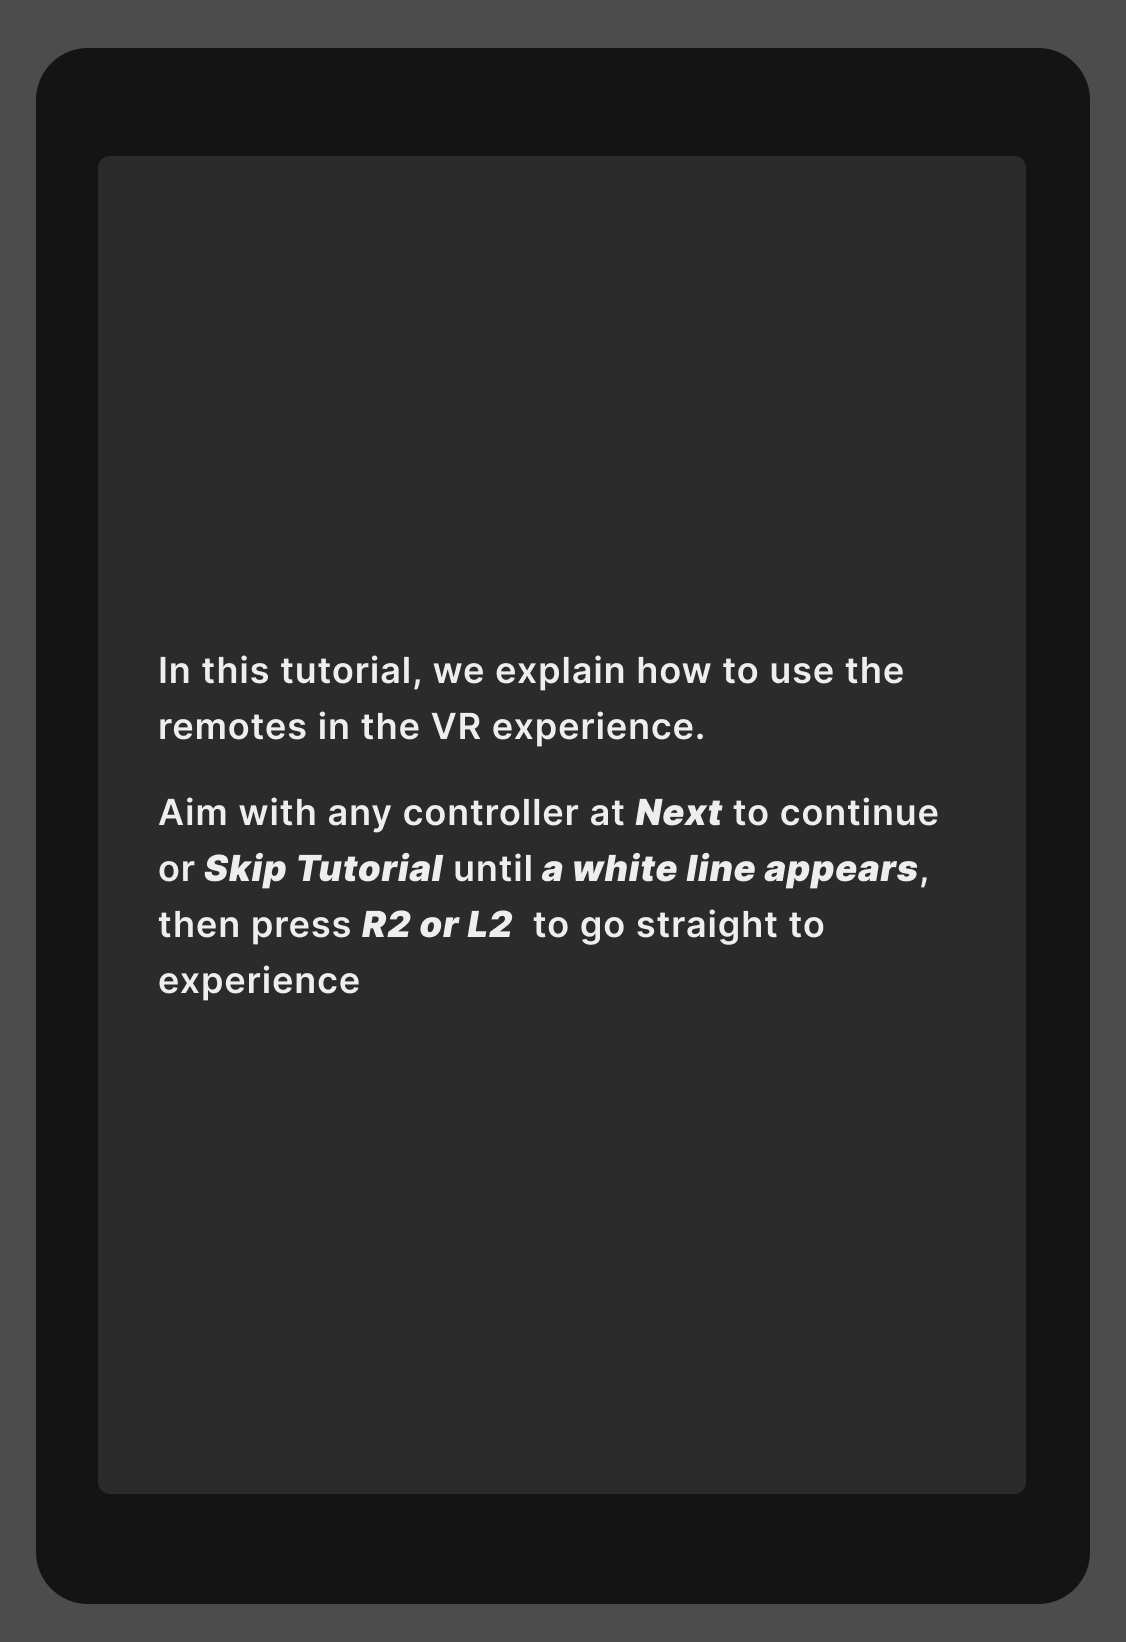 In this tutorial, we explain how to use the
remotes in the VR experience.
Aim with any controller at Next to continue
or Skip Tutorial until a white line appears,
then press R2 or L2  to go straight to
experience